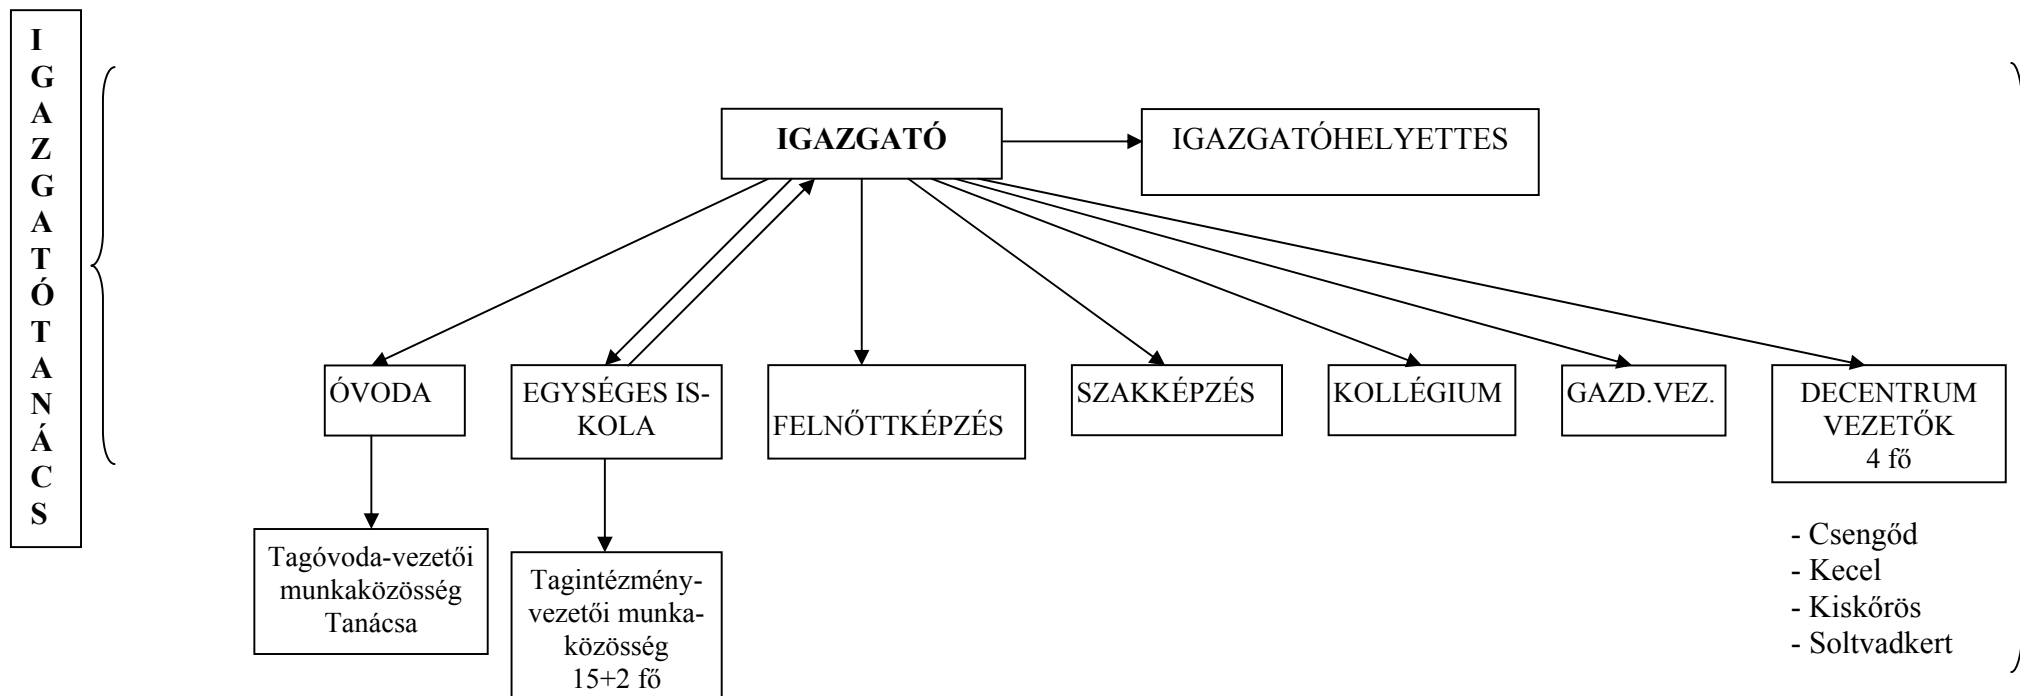 I
G
A
Z
G
A
T
Ó
T
A
N
Á
C
S
IGAZGATÓ
IGAZGATÓHELYETTES
ÓVODA
EGYSÉGES IS-
KOLA
FELNŐTTKÉPZÉS
SZAKKÉPZÉS
KOLLÉGIUM
GAZD.VEZ.
DECENTRUM
VEZETŐK
4 fő
Tagóvoda-vezetői
munkaközösség
Tanácsa
Tagintézmény-
vezetői munka-
közösség
15+2 fő
- Csengőd
- Kecel
- Kiskőrös
- Soltvadkert